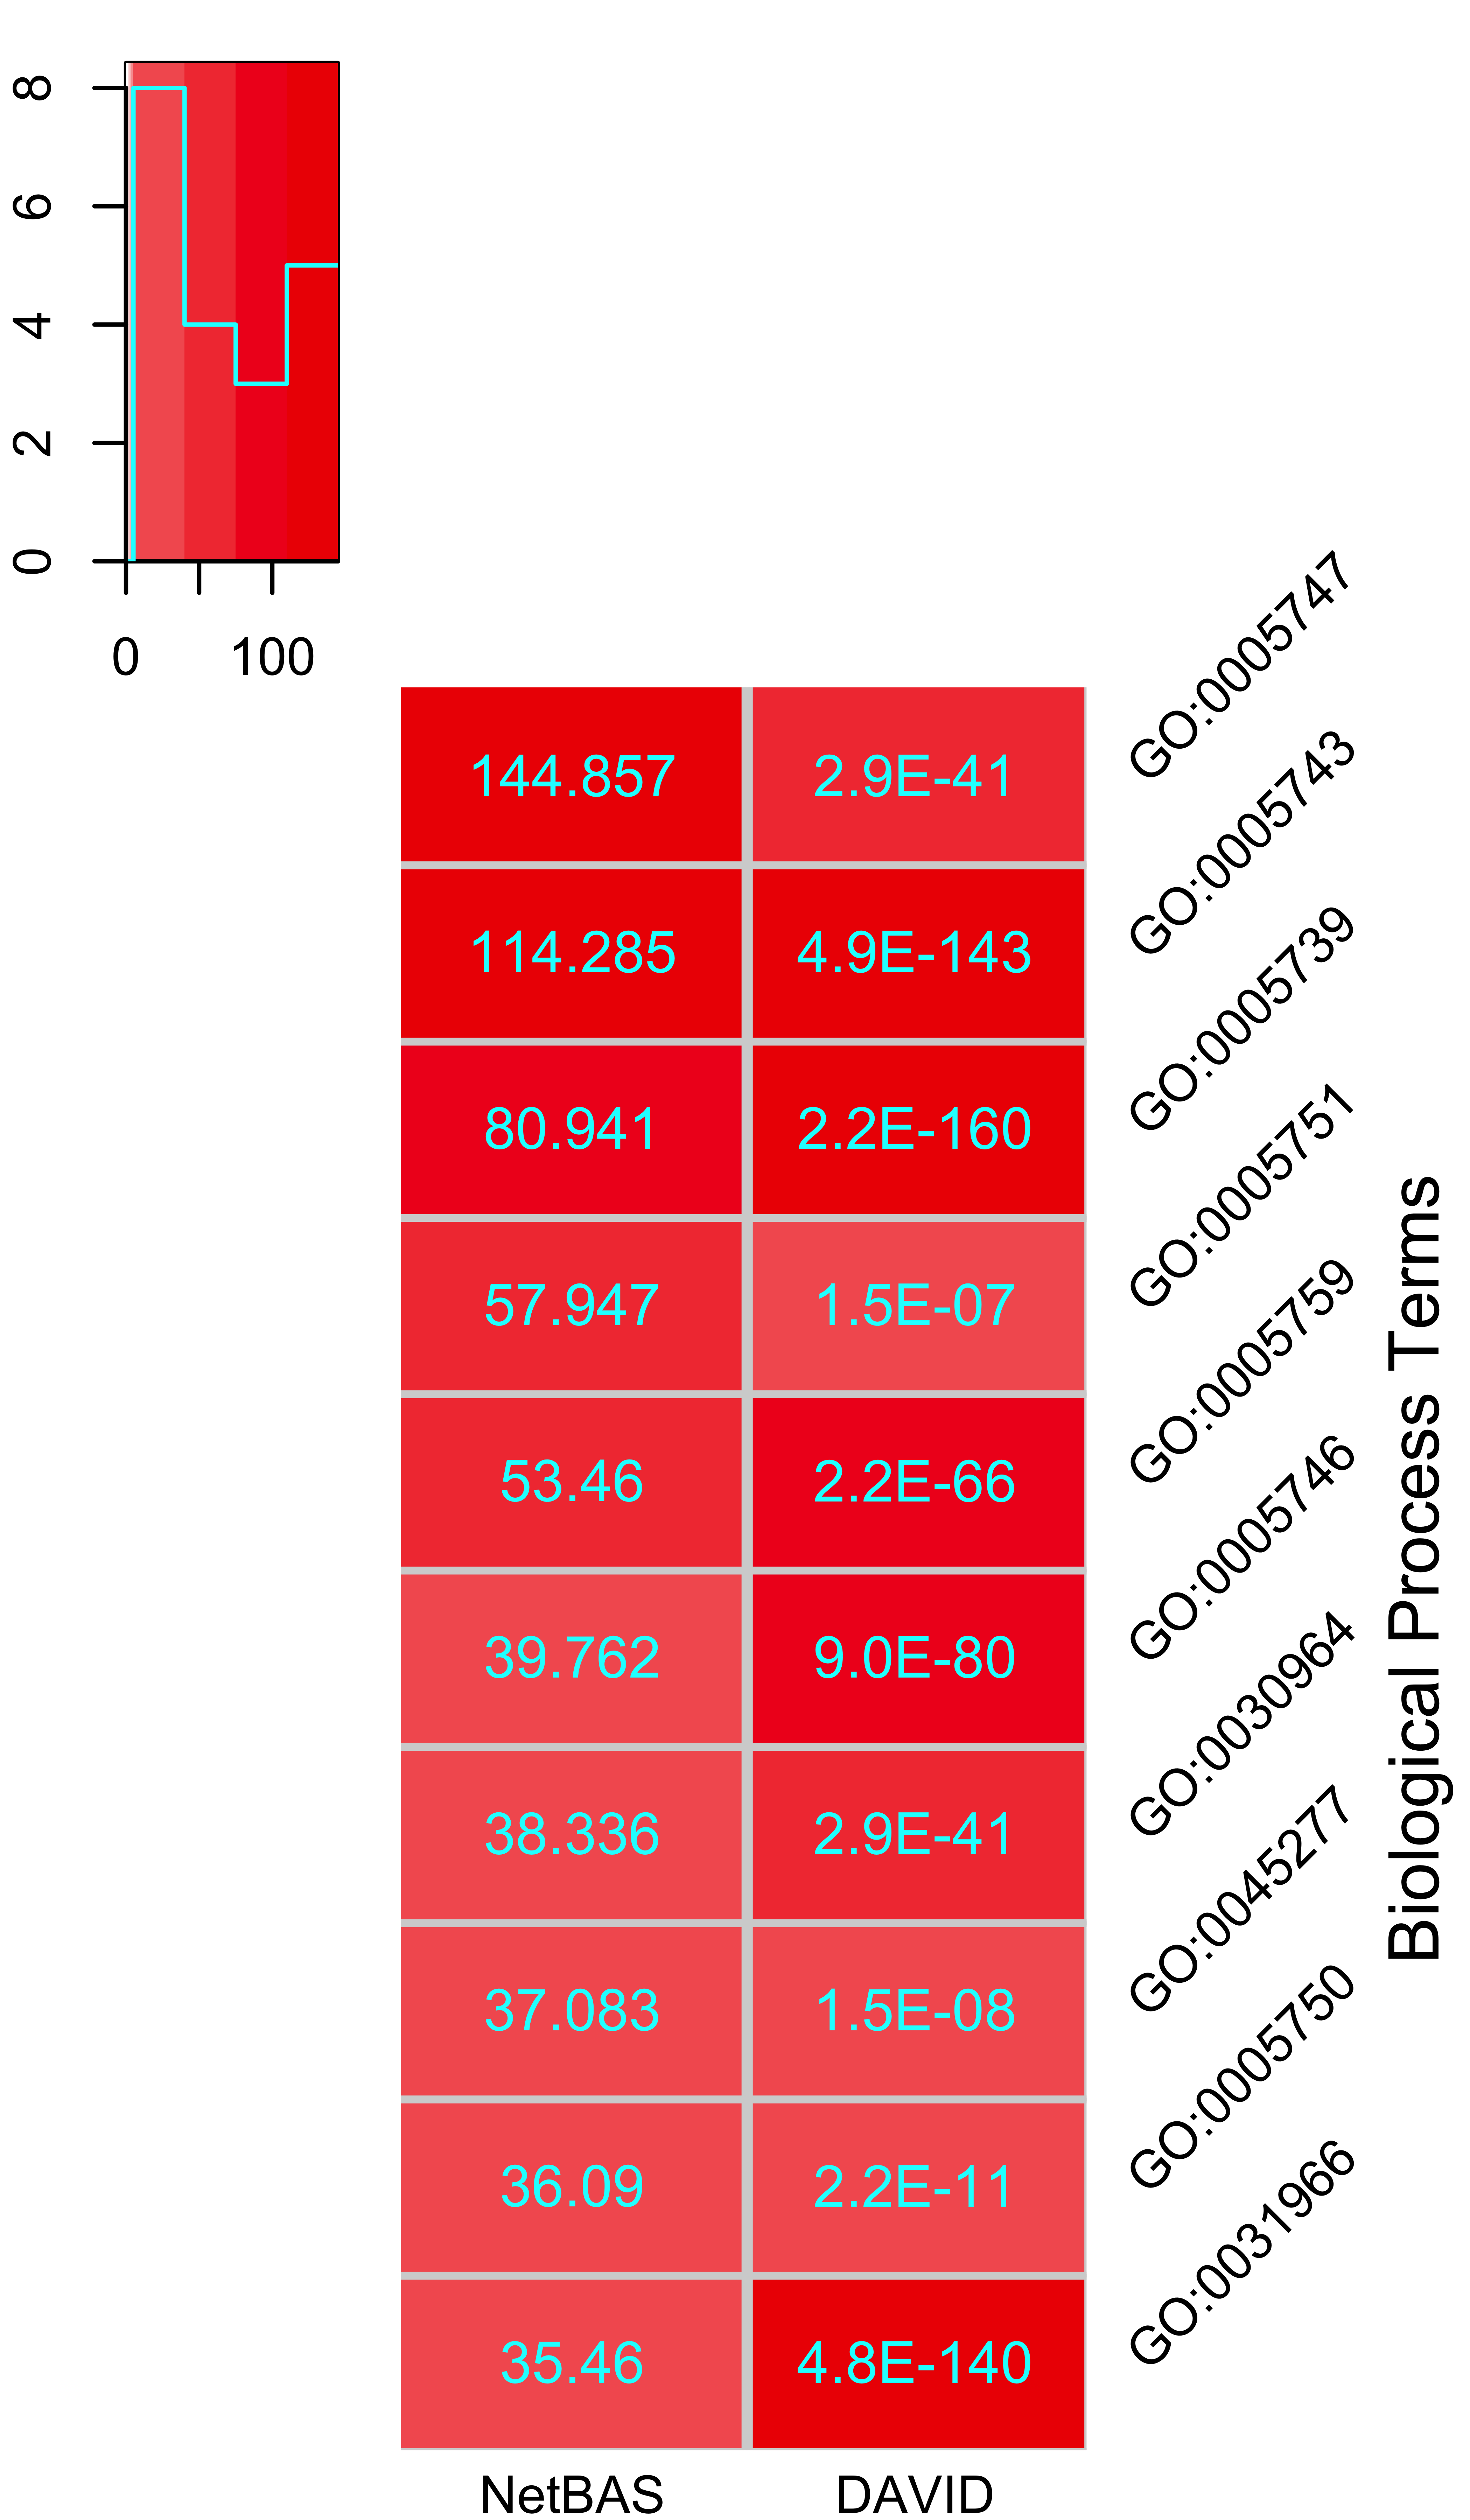 8
6
4
2
0
0 100
144.857 2.9E-41 GO:0005747
114.285 4.9E-143 GO:0005743
80.941 2.2E-160 GO:0005739
57.947 1.5E-07 GO:0005751
53.46 2.2E-66 GO:0005759
39.762 9.0E-80 GO:0005746
38.336 2.9E-41 GO:0030964
37.083 1.5E-08 GO:0045277
36.09 2.2E-11 GO:0005750
35.46 4.8E-140 GO:0031966
Biological Process Terms
NetBAS DAVID